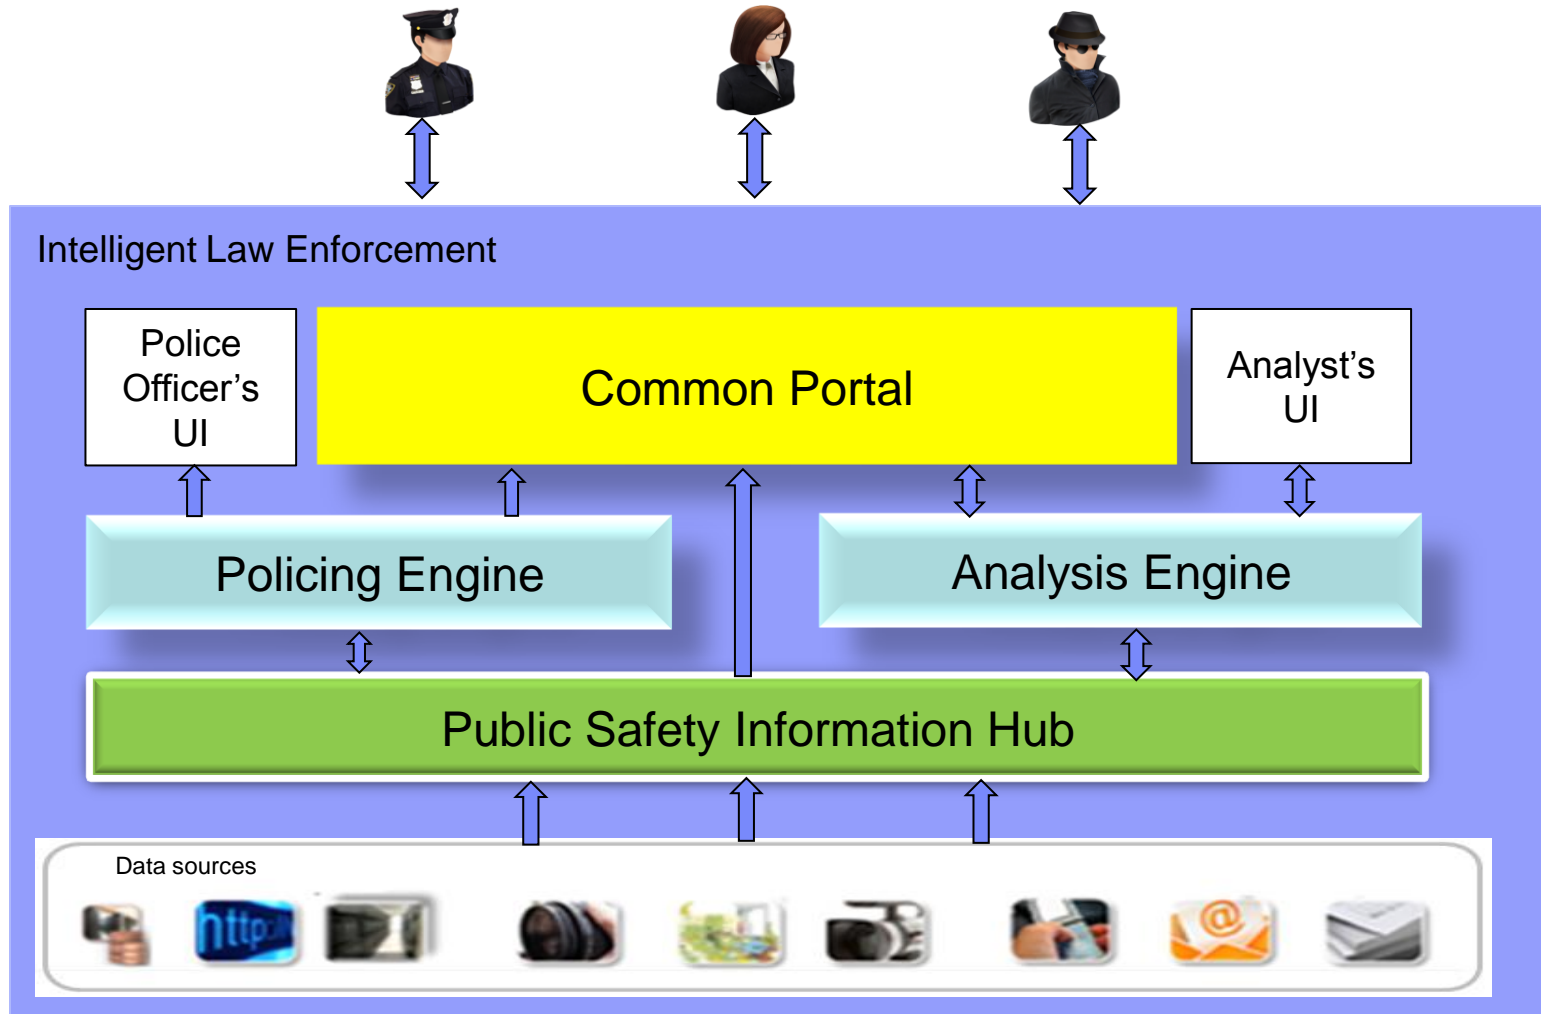 Intelligent Law Enforcement
Police
Officer's
UI
Common Portal
Analyst's
UI
Policing Engine
Analysis Engine
Public Safety Information Hub
Data sources
http
@